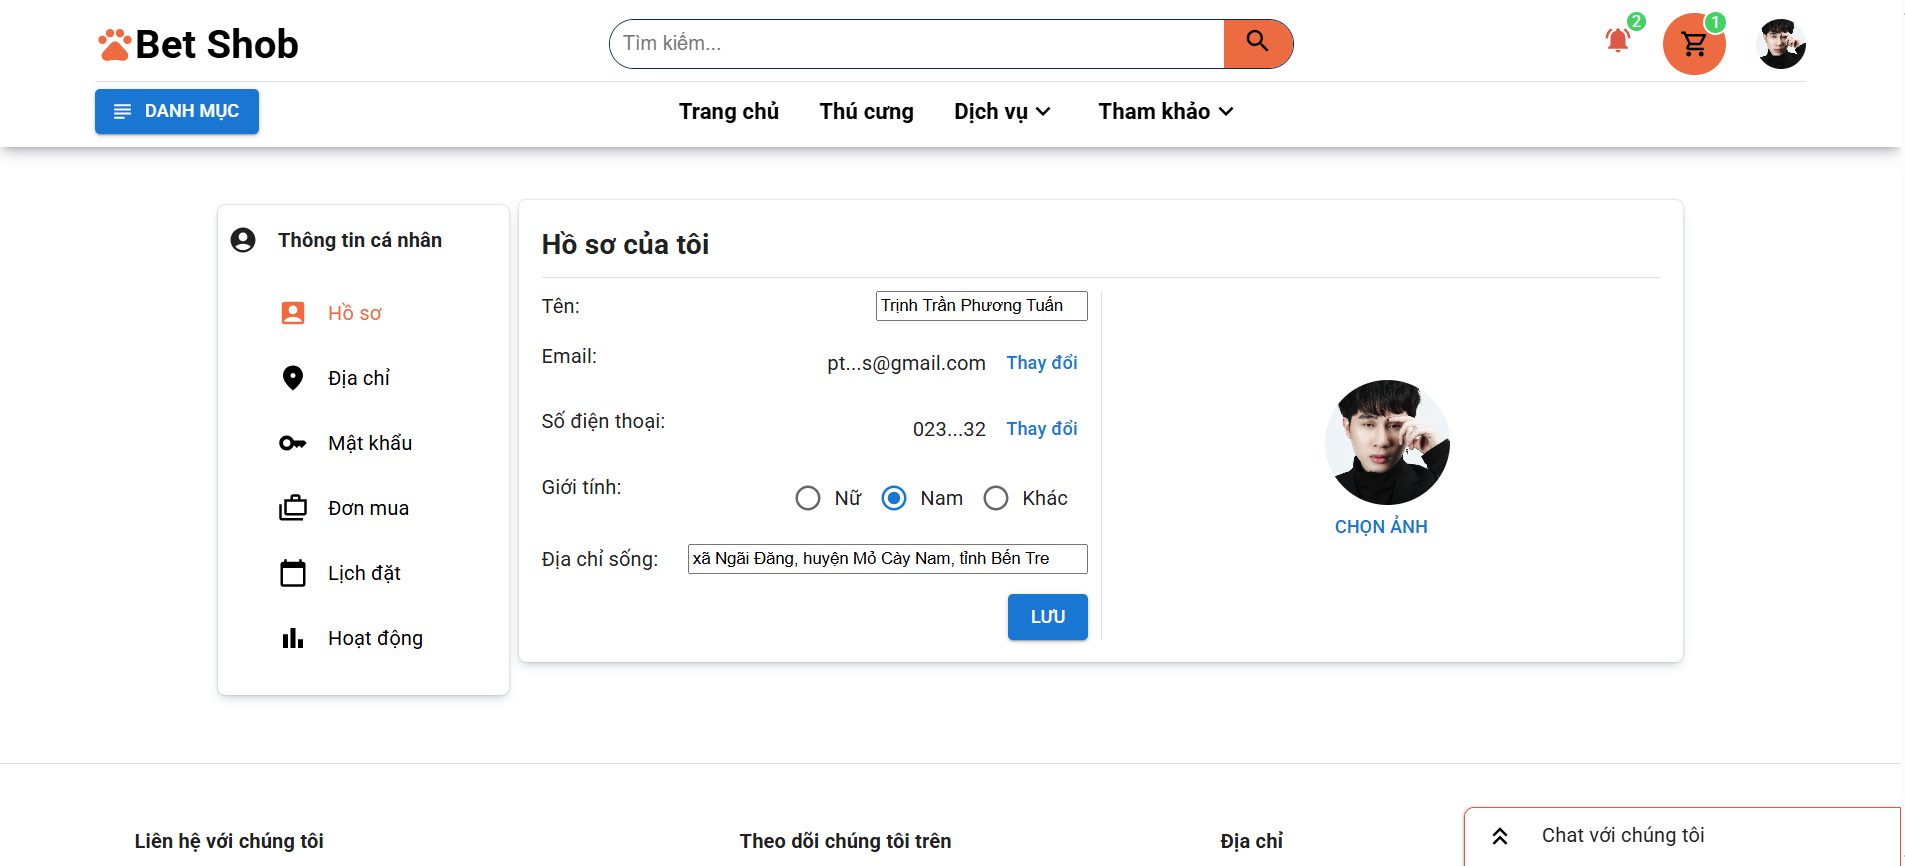 Bet Shob
Tìm kiếm...
2
1
DANH MỤC
Trang chủ
Thú cưng
Dịch vụ
Tham khảo
Thông tin cá nhân
Hồ sơ
Địa chỉ
Mật khẩu
Đơn mua
Lịch đặt
Hoạt động
Hồ sơ của tôi
Tên: Trịnh Trần Phương Tuấn
Email: pt...s@gmail.com Thay đổi
Số điện thoại: 023...32 Thay đổi
Giới tính: Nữ Nam Khác
Địa chỉ sống: xã Ngãi Đăng, huyện Mỏ Cày Nam, tỉnh Bến Tre
LƯU
CHỌN ẢNH
Liên hệ với chúng tôi
Theo dõi chúng tôi trên
Địa chỉ
Chat với chúng tôi